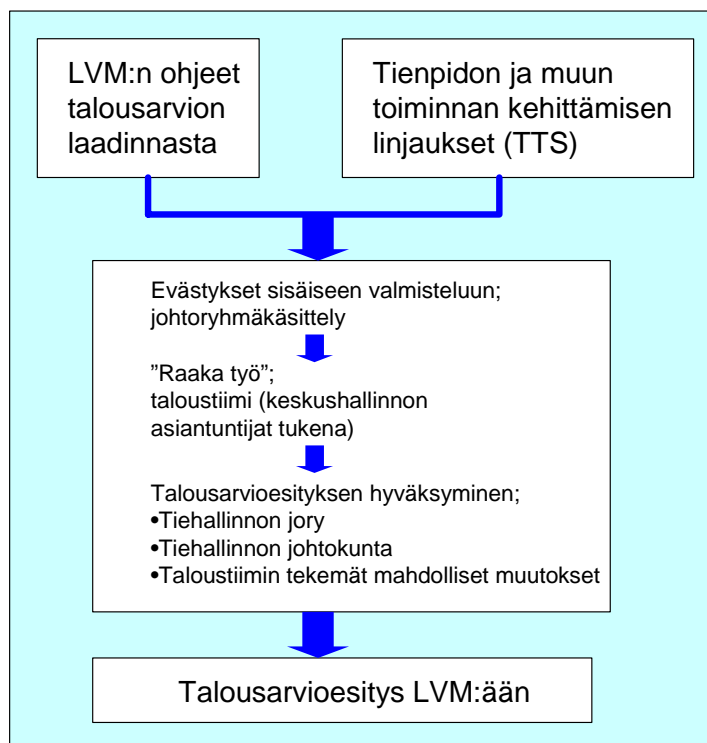 LVM:n ohjeet
talousarvion
laadinnasta
Tienpidon ja muun
toiminnan kehittämisen
linjaukset (TTS)
Evästykset sisäiseen valmisteluun;
johtoryhmäkäsittely
”Raaka työ”;
taloustiimi (keskushallinnon
asiantuntijat tukena)
Talousarvioesityksen hyväksyminen;
•Tiehallinnon jory
•Tiehallinnon johtokunta
•Taloustiimin tekemät mahdolliset muutokset
Talousarvioesitys LVM:ään